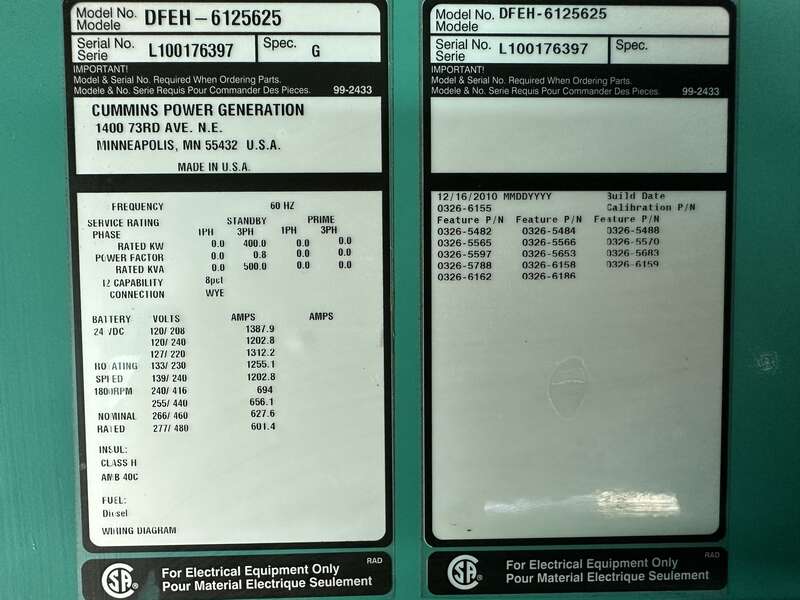 Model No. DFEH-6125625
Modele
Serial No. L100176397 Spec. G
Serie
IMPORTANT!
Model & Serial No. Required When Ordering Parts.
Modele & No. Serie Requis Pour Commander Des Pieces. 99-2433
CUMMINS POWER GENERATION
1400 73RD AVE. N.E.
MINNEAPOLIS, MN 55432 U.S.A.
MADE IN U.S.A.
FREQUENCY 60 HZ
SERVICE RATING STANDBY PRIME
PHASE 1PH 3PH 1PH 3PH
RATED KW 0.0 400.0 0.0 0.0
POWER FACTOR 0.0 0.8 0.0 0.0
RATED KVA 0.0 500.0 0.0 0.0
12 CAPABILITY 8pct
CONNECTION WYE
BATTERY VOLTS AMPS AMPS
24 VDC 120/208 1387.9
120/240 1202.8
127/220 1312.2
ROTATING 133/230 1255.1
SPEED 139/240 1202.8
1800RPM 240/416 694
255/440 656.1
NOMINAL 266/460 627.6
RATED 277/480 601.4
INSUL:
CLASS H
AMB 40C
FUEL:
Diesel
WIRING DIAGRAM
RAD
SA®
For Electrical Equipment Only
Pour Material Electrique Seulement
Model No. DFEH-6125625
Modele
Serial No. L100176397 Spec.
Serie
IMPORTANT!
Model & Serial No. Required When Ordering Parts.
Modele & No. Serie Requis Pour Commander Des Pieces. 99-2433
12/16/2010 MMDDYYYY Build Date
0326-6155 Calibration P/N
Feature P/N Feature P/N Feature P/N
0326-5482 0326-5484 0326-5488
0326-5565 0326-5566 0326-5570
0326-5597 0326-5653 0326-5683
0326-5788 0326-6158 0326-6159
0326-6162 0326-6186
RAD
SA®
For Electrical Equipment Only
Pour Material Electrique Seulement